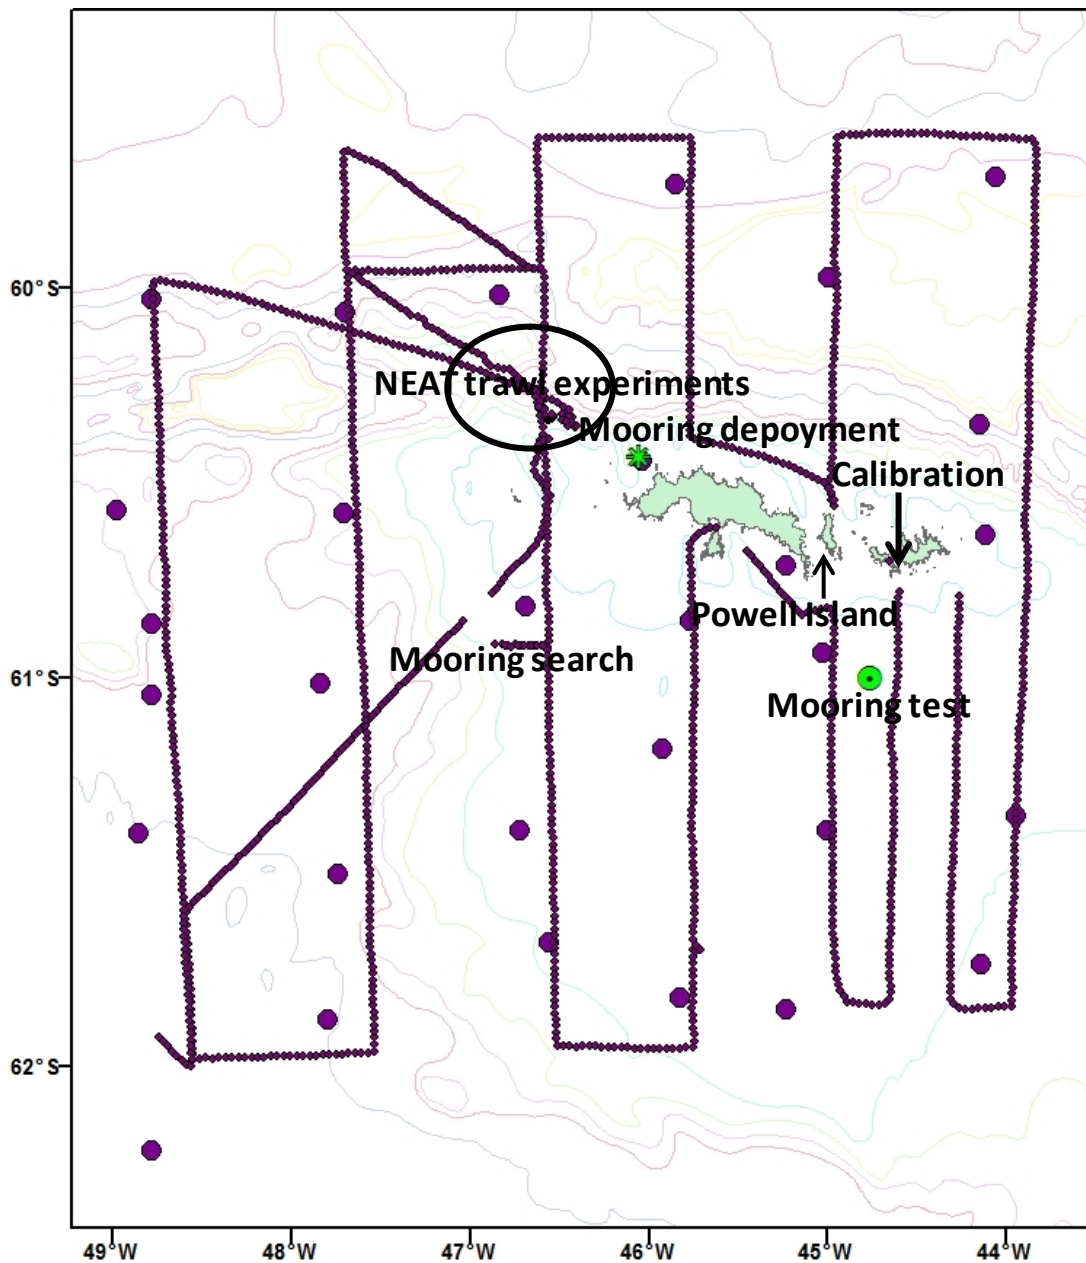 60°S
NEAT trawl experiments
Mooring depoyment
Calibration
Powell Island
Mooring search
61°S
Mooring test
62°S
49°W 48°W 47°W 46°W 45°W 44°W